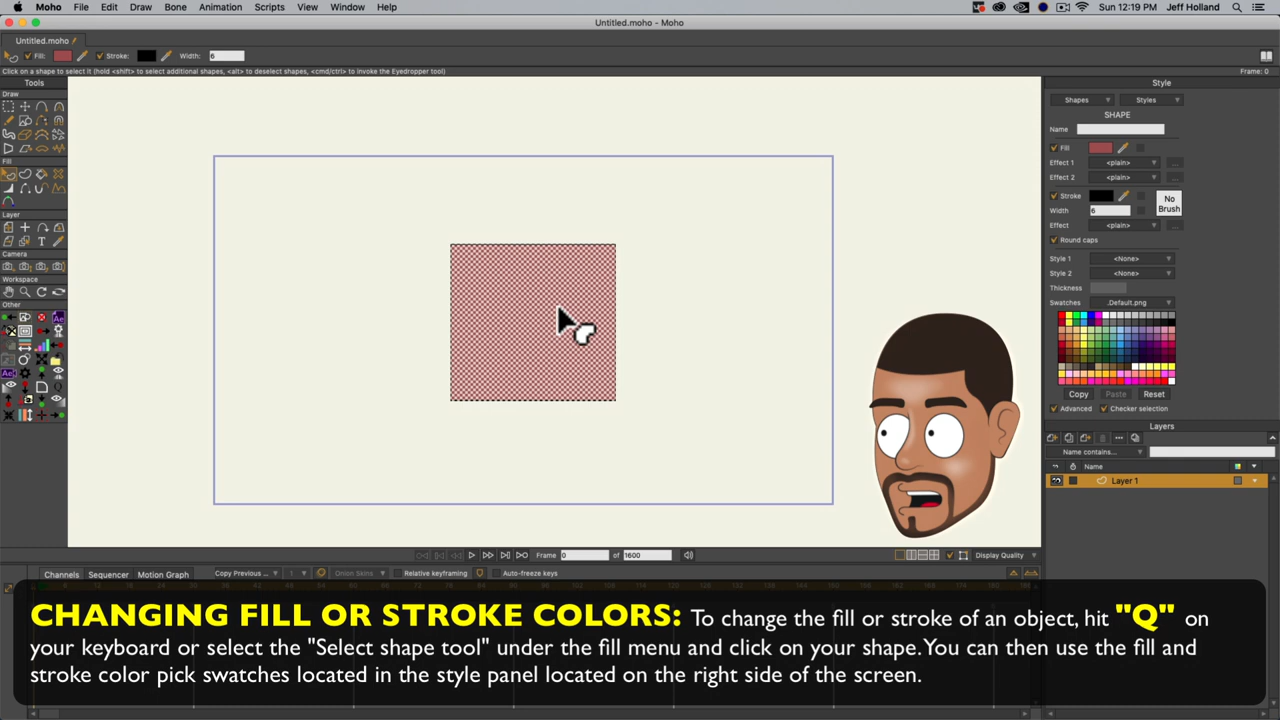 Moho File Edit Draw Bone Animation Scripts View Window Help Sun 12:19 PM Jeff Holland
Untitled.moho - Moho
Untitled.moho
Fill: Stroke: Width: 6
Click on a shape to select it (hold <shift> to select additional shapes, <alt> to deselect shapes, <cmd/ctrl> to invoke the Eyedropper tool) Frame: 0
Tools
Draw
Fill
Layer
Camera
Workspace
Other
Ae
Style
Shapes Styles
SHAPE
Name
Fill
Effect 1 <plain> ...
Effect 2 <plain> ...
Stroke
No
Brush
Width 6
Effect <plain> ...
Round caps
Style 1 <None>
Style 2 <None>
Thickness
Swatches .Default.png
Copy Paste Reset
Advanced Checker selection
Layers
Name contains...
Name
Layer 1
Frame 0 of 1600 Display Quality
Channels Sequencer Motion Graph Copy Previous ... 1 Onion Skins Relative keyframing Auto-freeze keys
CHANGING FILL OR STROKE COLORS: To change the fill or stroke of an object, hit "Q" on
your keyboard or select the "Select shape tool" under the fill menu and click on your shape. You can then use the fill and
stroke color pick swatches located in the style panel located on the right side of the screen.